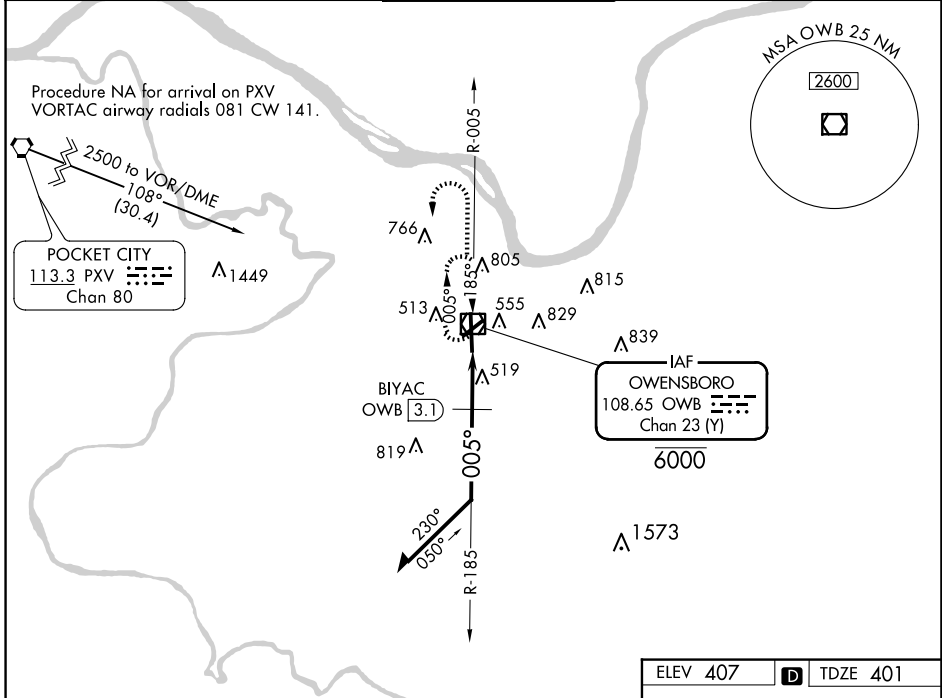 MSA OWB 25 NM
2600
Procedure NA for arrival on PXV
VORTAC airway radials 081 CW 141.
R-005
2500 to VOR/DME
108°
(30.4)
766
POCKET CITY
113.3 PXV
Chan 80
1449
805
185°
005°
815
513
555
829
839
IAF
OWENSBORO
108.65 OWB
Chan 23 (Y)
6000
519
BIYAC
OWB 3.1
819
005°
230°
050°
R-185
1573
ELEV 407 D TDZE 401